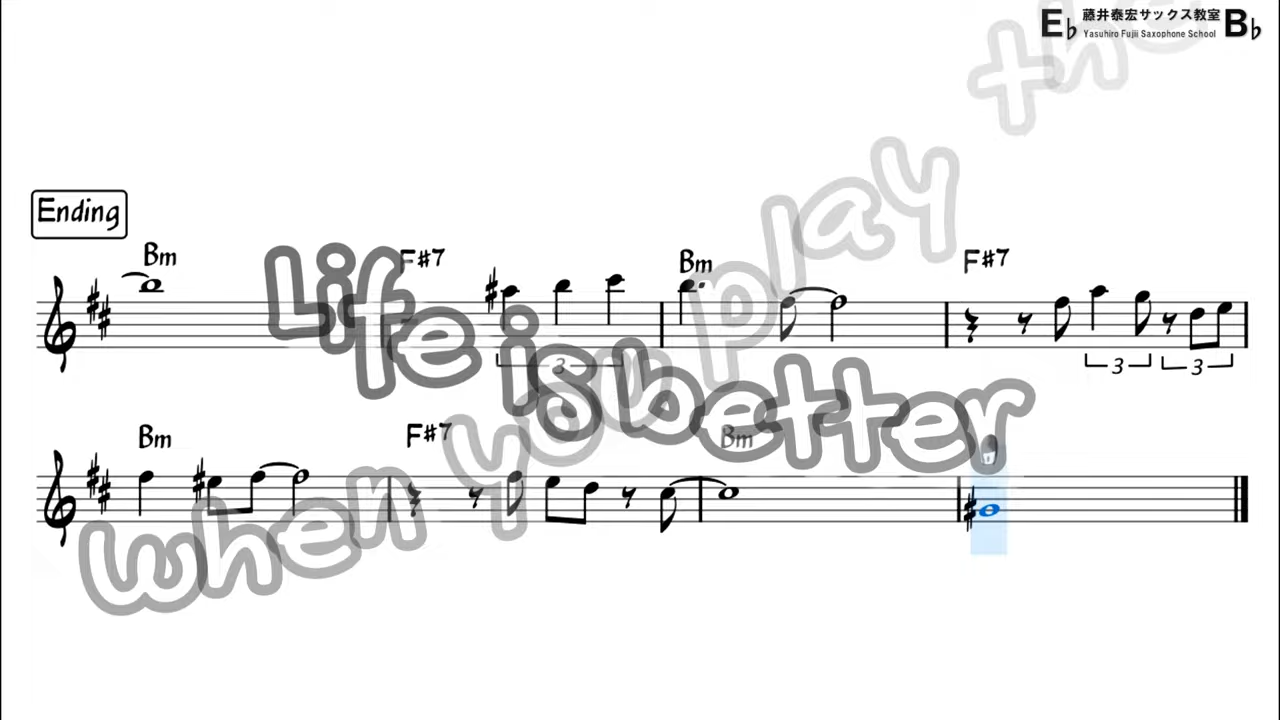 E♭ 藤井泰宏サックス教室 B♭
Yasuhiro Fujii Saxophone School
Ending
Bm F#7 Bm F#7
3 3 3
Bm F#7 Bm
Life is better
when you play the